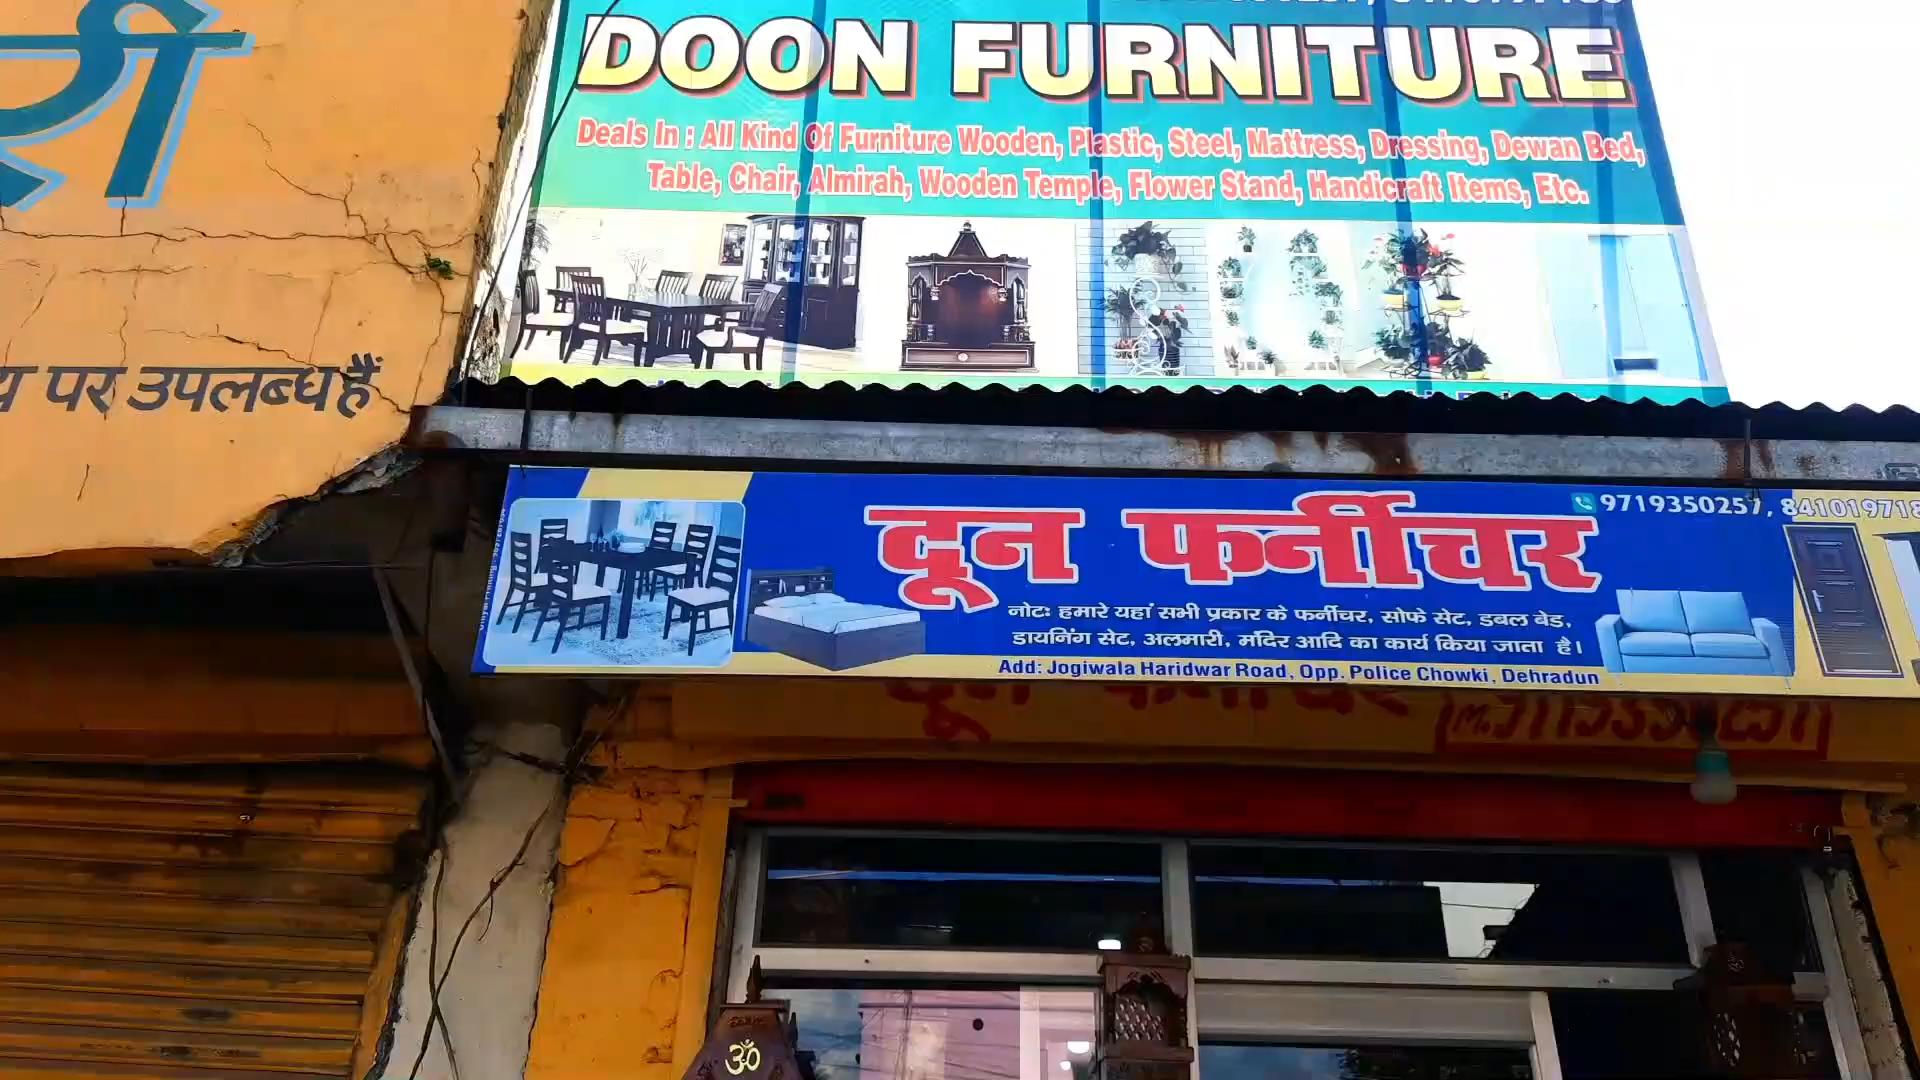 DOON FURNITURE
Deals In : All Kind Of Furniture Wooden, Plastic, Steel, Mattress, Dressing, Dewan Bed,
Table, Chair, Almirah, Wooden Temple, Flower Stand, Handicraft Items, Etc.
पर उपलब्ध हैं
9719350257, 841019718
दून फर्नीचर
नोटः हमारे यहां सभी प्रकार के फर्नीचर, सोफे सेट, डबल बेड,
डायनिंग सेट, अलमारी, मंदिर आदि का कार्य किया जाता है।
Add: Jogiwala Haridwar Road, Opp. Police Chowki, Dehradun
ॐ